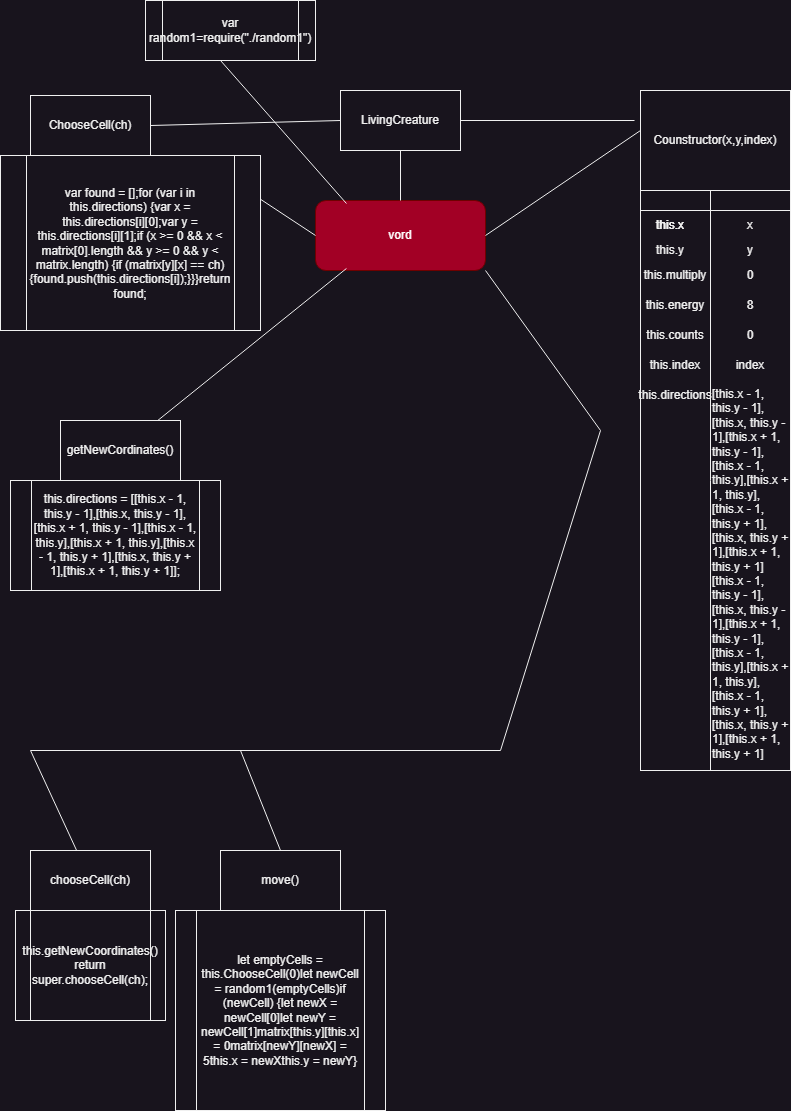 var
random1=require("./random1")
ChooseCell(ch)
LivingCreature
Counstructor(x,y,index)
var found = [];for (var i in
this.directions) {var x =
this.directions[i][0];var y =
this.directions[i][1];if (x >= 0 && x <
matrix[0].length && y >= 0 && y <
matrix.length) {if (matrix[y][x] == ch)
{found.push(this.directions[i]);}}}return
found;
vord
this.x
x
this.y
y
this.multiply
0
this.energy
8
this.counts
0
this.index
index
this.directions
[this.x - 1,
this.y - 1],
[this.x, this.y -
1],[this.x + 1,
this.y - 1],
[this.x - 1,
this.y],[this.x +
1, this.y],
[this.x - 1,
this.y + 1],
[this.x, this.y +
1],[this.x + 1,
this.y + 1]
[this.x - 1,
this.y - 1],
[this.x, this.y -
1],[this.x + 1,
this.y - 1],
[this.x - 1,
this.y],[this.x +
1, this.y],
[this.x - 1,
this.y + 1],
[this.x, this.y +
1],[this.x + 1,
this.y + 1]
getNewCordinates()
this.directions = [[this.x - 1,
this.y - 1],[this.x, this.y - 1],
[this.x + 1, this.y - 1],[this.x - 1,
this.y],[this.x + 1, this.y],[this.x
- 1, this.y + 1],[this.x, this.y +
1],[this.x + 1, this.y + 1]];
chooseCell(ch)
this.getNewCoordinates()
return
super.chooseCell(ch);
move()
let emptyCells =
this.ChooseCell(0)let newCell
= random1(emptyCells)if
(newCell) {let newX =
newCell[0]let newY =
newCell[1]matrix[this.y][this.x]
= 0matrix[newY][newX] =
5this.x = newXthis.y = newY}